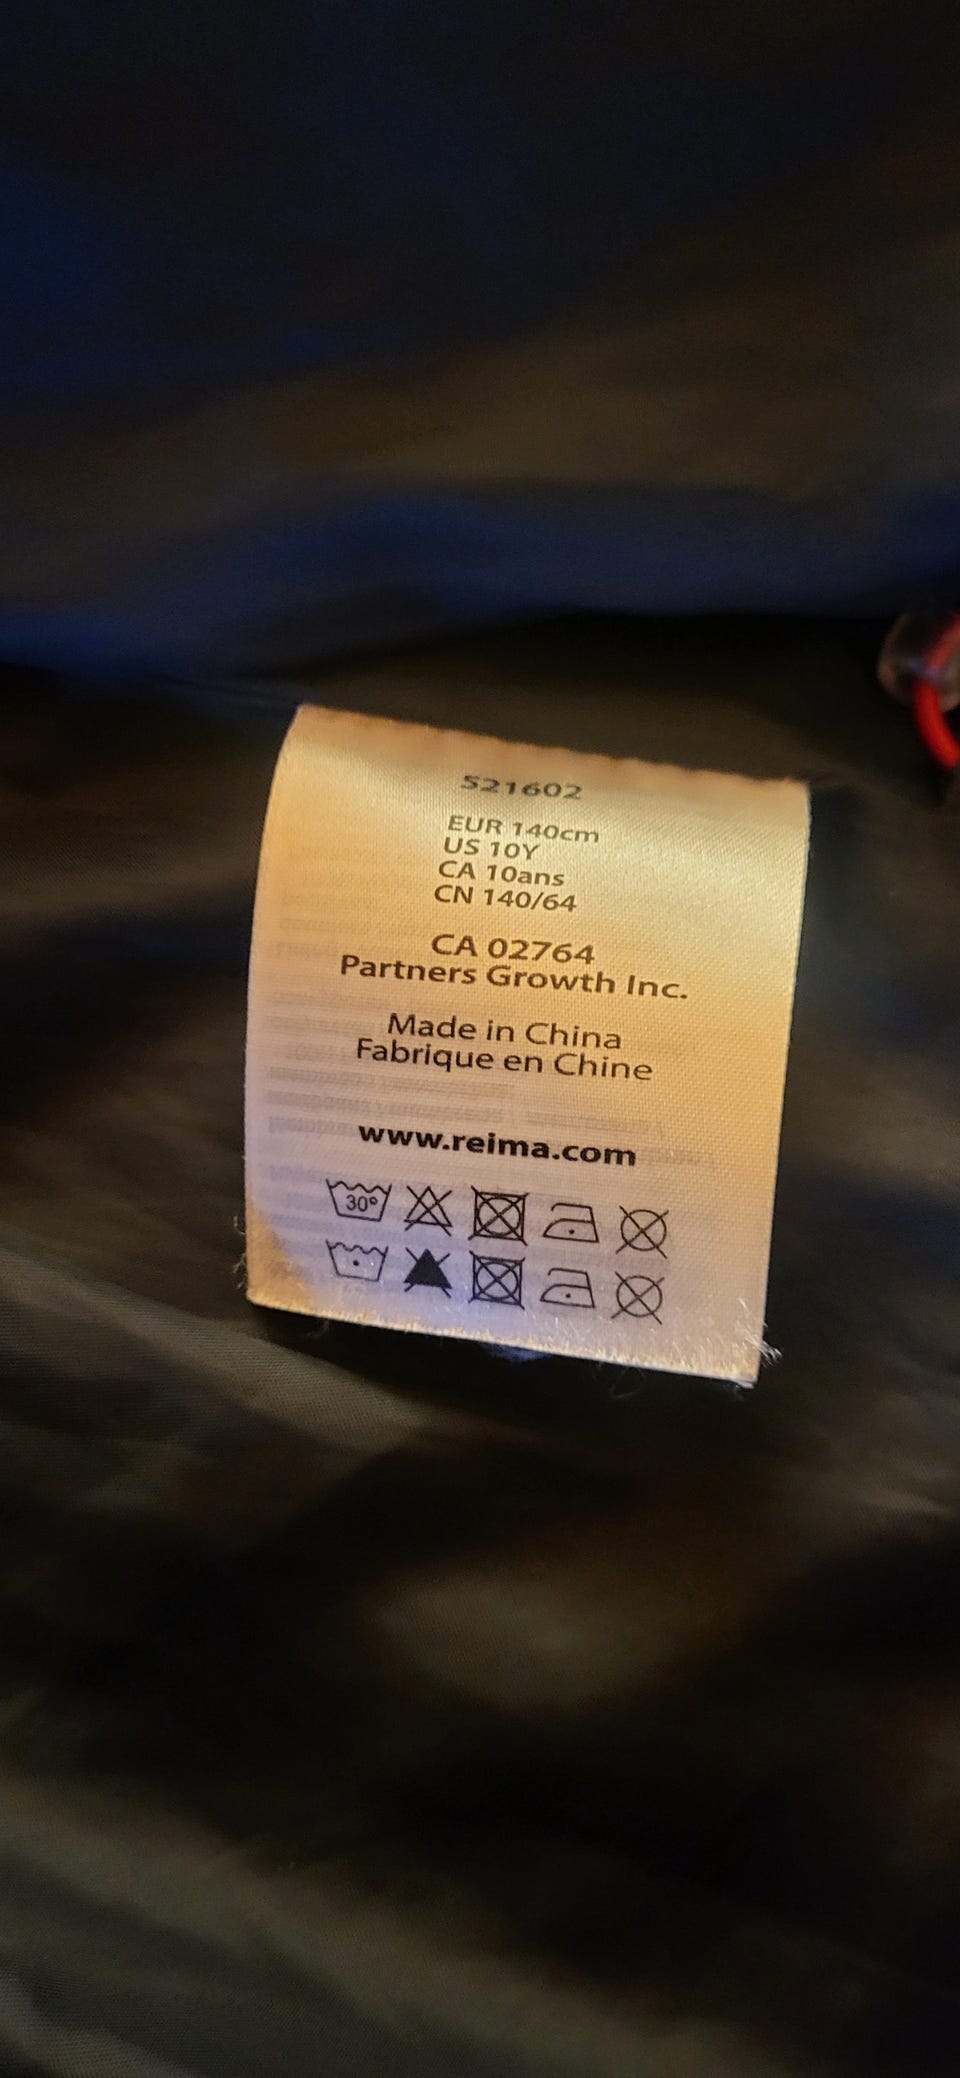 521602
EUR 140cm
US 10Y
CA 10ans
CN 140/64
CA 02764
Partners Growth Inc.
Made in China
Fabrique en Chine
www.reima.com
30°